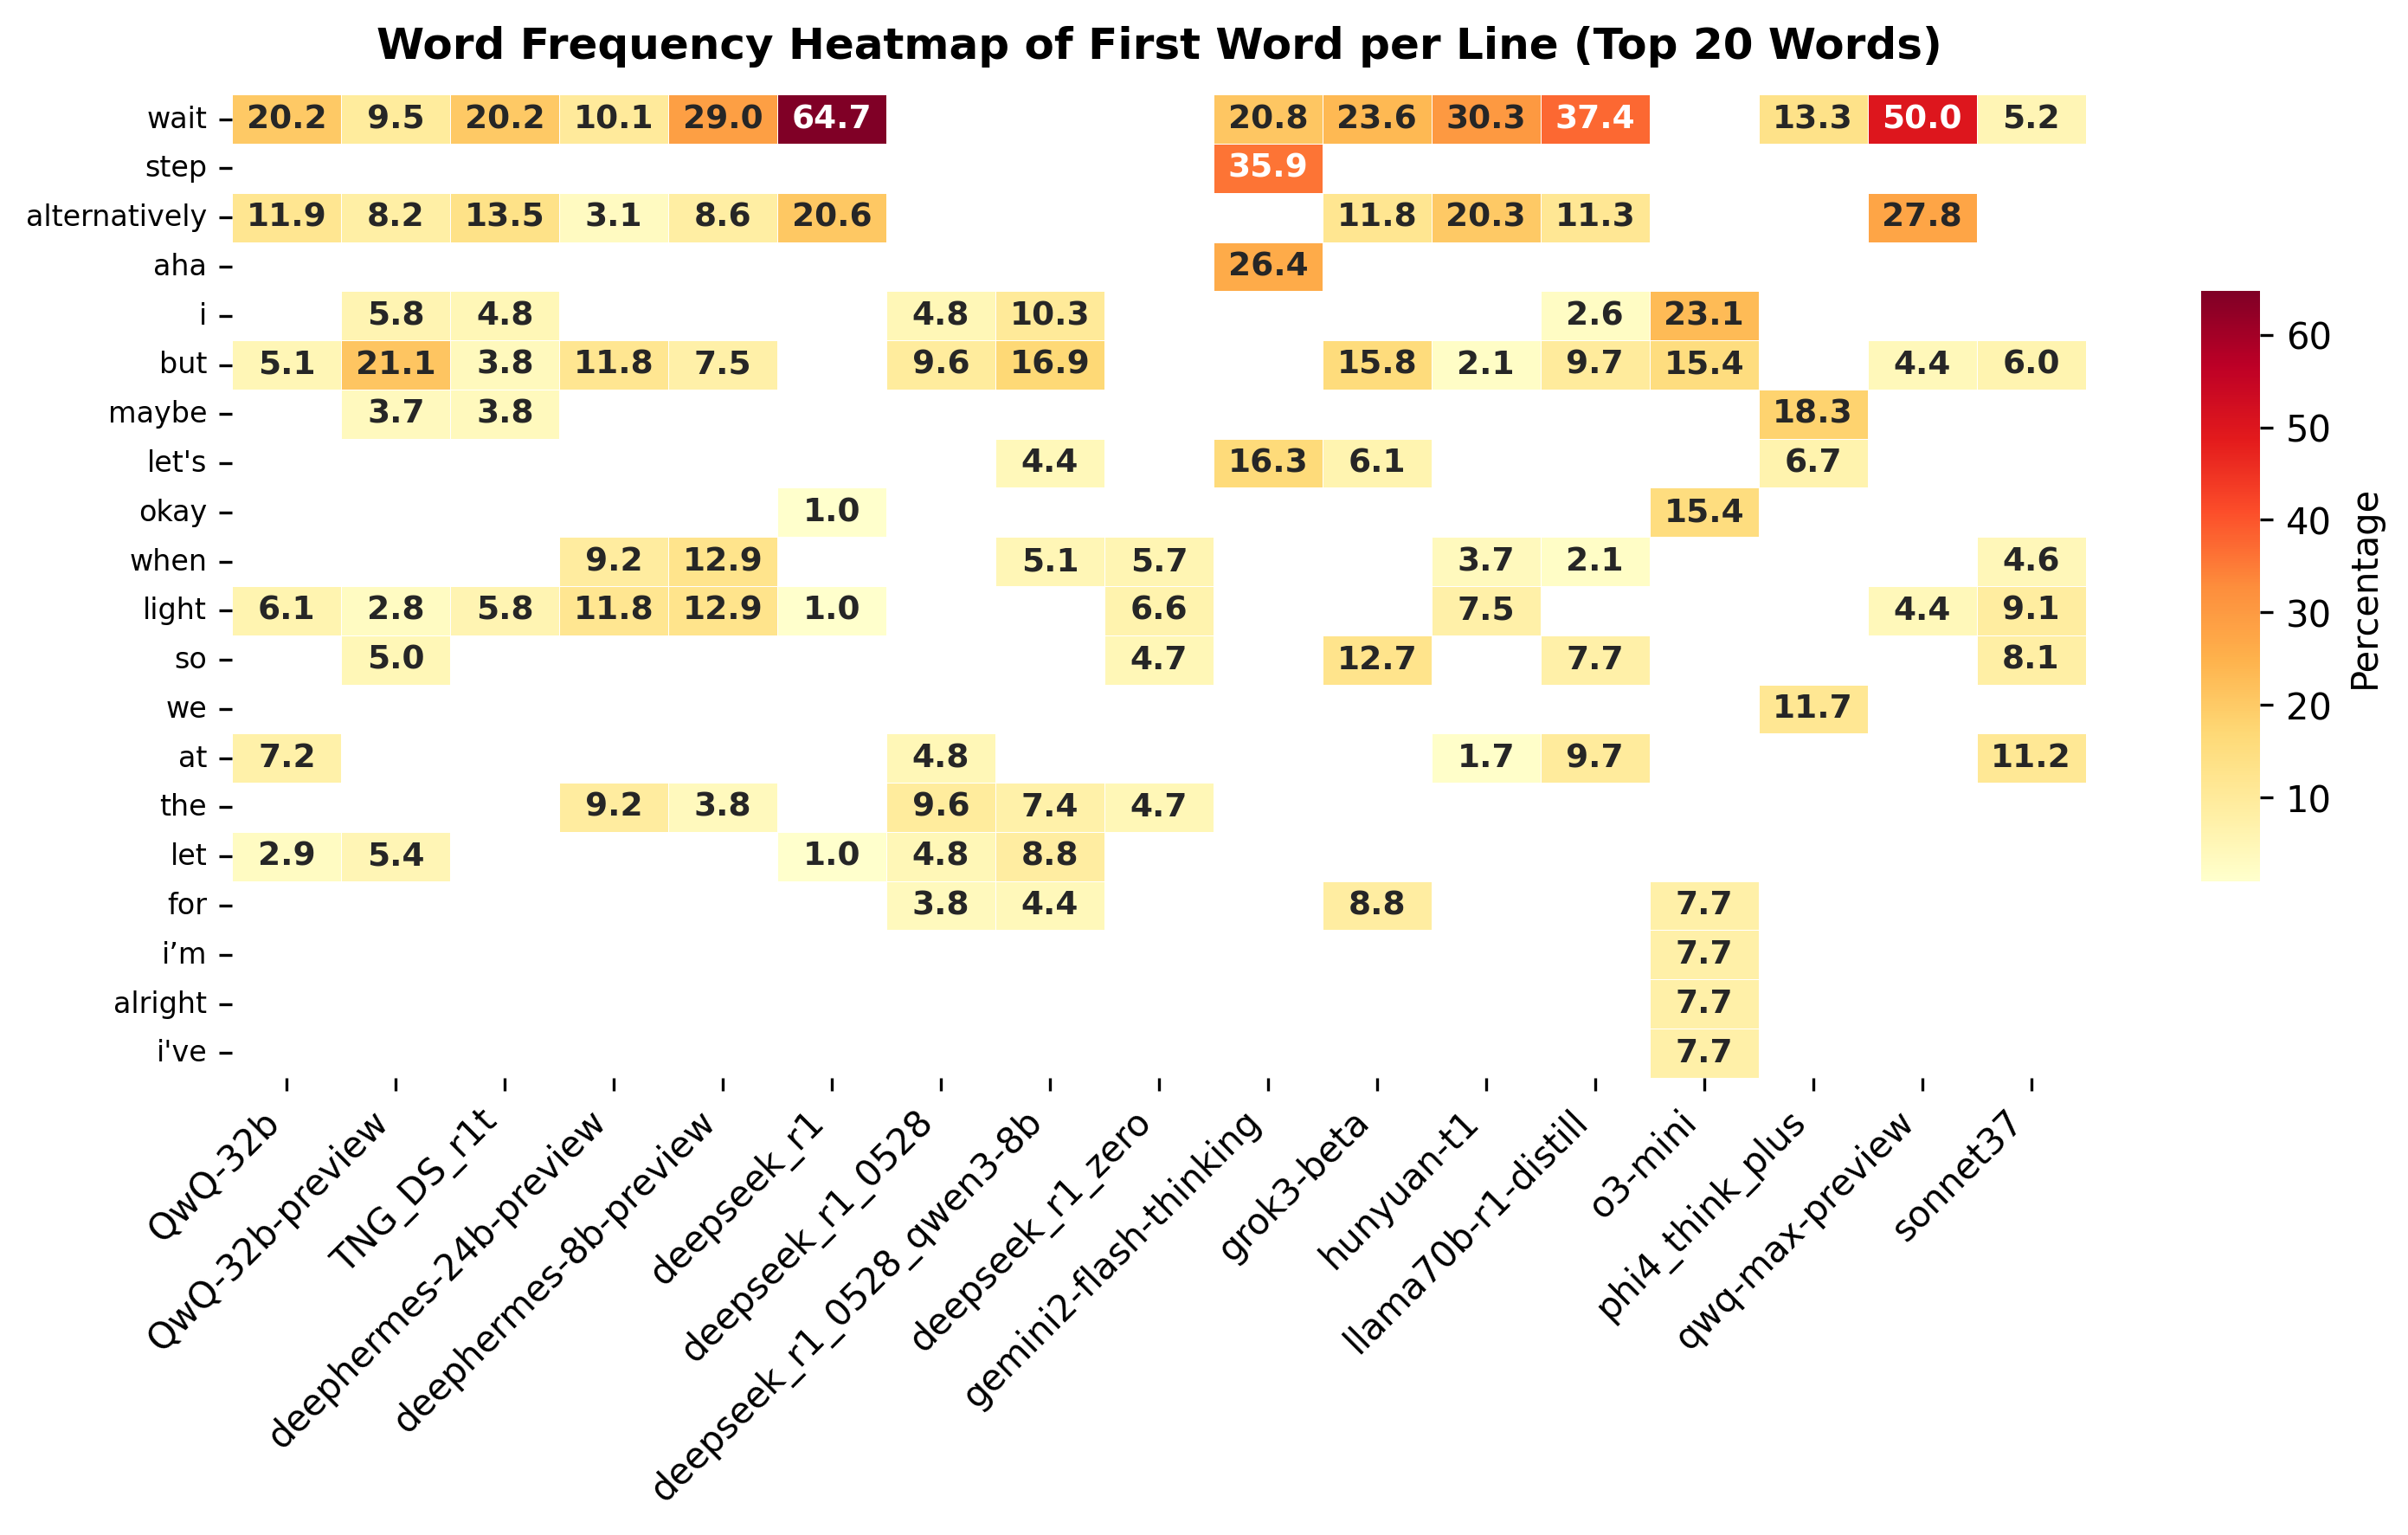 Word Frequency Heatmap of First Word per Line (Top 20 Words)
wait 20.2 9.5 20.2 10.1 29.0 64.7 20.8 23.6 30.3 37.4 13.3 50.0 5.2
step 35.9
alternatively 11.9 8.2 13.5 3.1 8.6 20.6 11.8 20.3 11.3 27.8
aha 26.4
i 5.8 4.8 4.8 10.3 2.6 23.1
but 5.1 21.1 3.8 11.8 7.5 9.6 16.9 15.8 2.1 9.7 15.4 4.4 6.0
maybe 3.7 3.8 18.3
let's 4.4 16.3 6.1 6.7
okay 1.0 15.4
when 9.2 12.9 5.1 5.7 3.7 2.1 4.6
light 6.1 2.8 5.8 11.8 12.9 1.0 6.6 7.5 4.4 9.1
so 5.0 4.7 12.7 7.7 8.1
we 11.7
at 7.2 4.8 1.7 9.7 11.2
the 9.2 3.8 9.6 7.4 4.7
let 2.9 5.4 1.0 4.8 8.8
for 3.8 4.4 8.8 7.7
i’m 7.7
alright 7.7
i've 7.7
QwQ-32b
QwQ-32b-preview
TNG_DS_r1t
deephermes-24b-preview
deephermes-8b-preview
deepseek_r1
deepseek_r1_0528
deepseek_r1_0528_qwen3-8b
deepseek_r1_zero
gemini2-flash-thinking
grok3-beta
hunyuan-t1
llama70b-r1-distill
o3-mini
phi4_think_plus
qwq-max-preview
sonnet37
60
50
40
30
20
10
Percentage